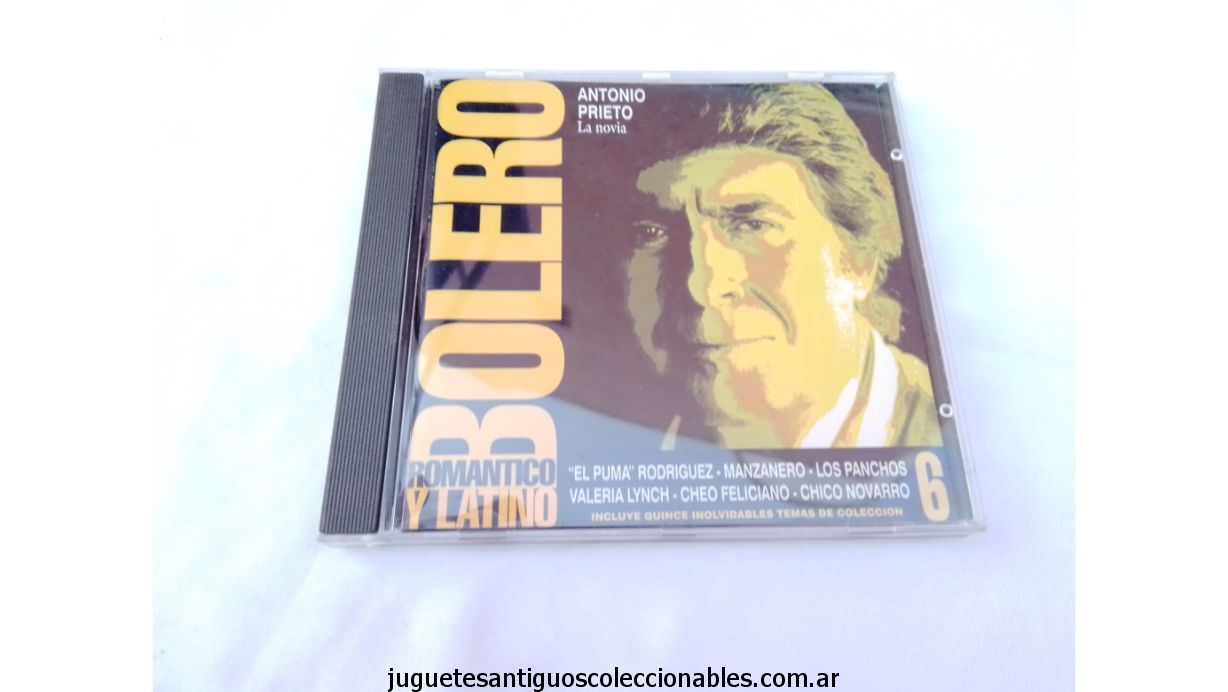 BOLERO
ROMANTICO
Y LATINO
ANTONIO
PRIETO
La novia
"EL PUMA" RODRIGUEZ - MANZANERO - LOS PANCHOS
VALERIA LYNCH - CHEO FELICIANO - CHICO NOVARRO
INCLUYE QUINCE INOLVIDABLES TEMAS DE COLECCION
6
juguetesantiguoscoleccionables.com.ar